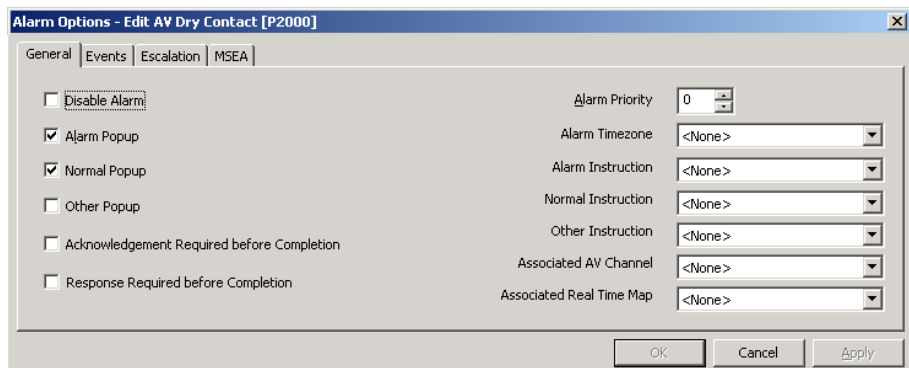 Alarm Options - Edit AV Dry Contact [P2000]
General Events Escalation MSEA
Disable Alarm
Alarm Popup
Normal Popup
Other Popup
Acknowledgement Required before Completion
Response Required before Completion
Alarm Priority 0
Alarm Timezone <None>
Alarm Instruction <None>
Normal Instruction <None>
Other Instruction <None>
Associated AV Channel <None>
Associated Real Time Map <None>
OK Cancel Apply